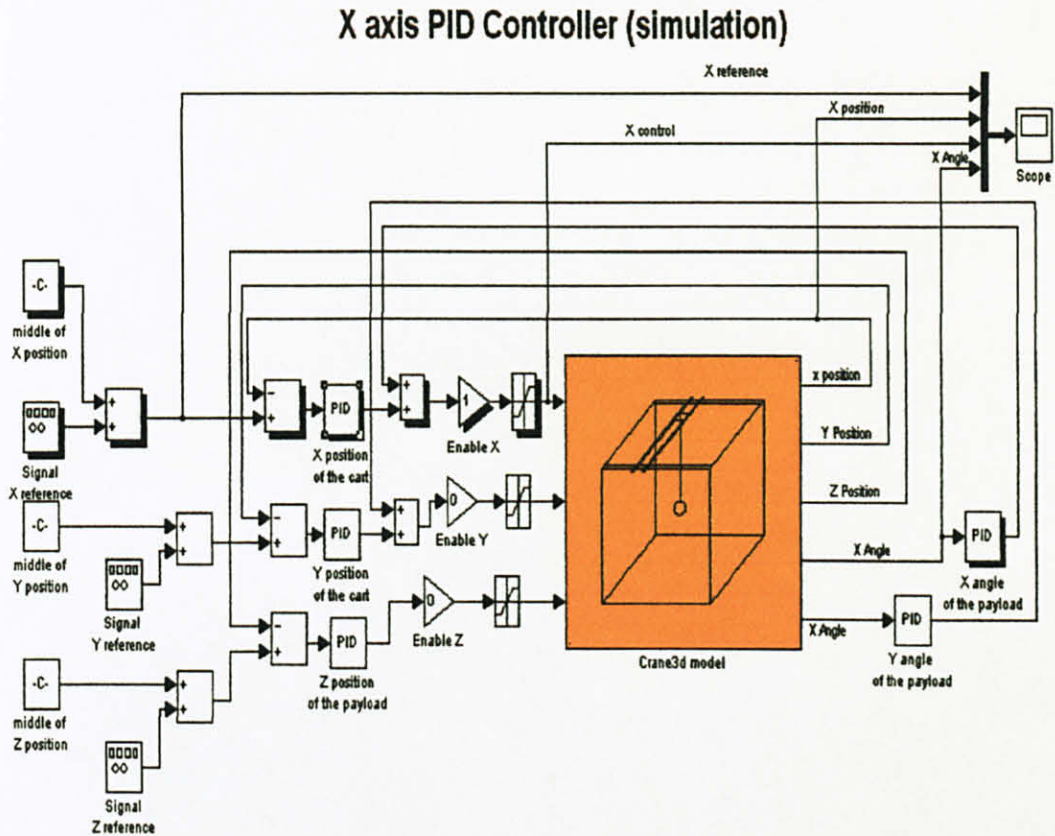 X axis PID Controller (simulation)
X reference
X position
X control
X Angle
Scope
-C-
middle of
X position
+
+
Signal
X reference
-
+
PID
X position
of the cart
+
+
1
Enable X
x position
Y Position
Z Position
X Angle
X Angle
Crane3d model
PID
X angle
of the payload
PID
Y angle
of the payload
-C-
middle of
Y position
+
+
Signal
Y reference
-
+
PID
Y position
of the cart
+
+
0
Enable Y
-C-
middle of
Z position
+
+
Signal
Z reference
-
+
PID
Z position
of the payload
0
Enable Z